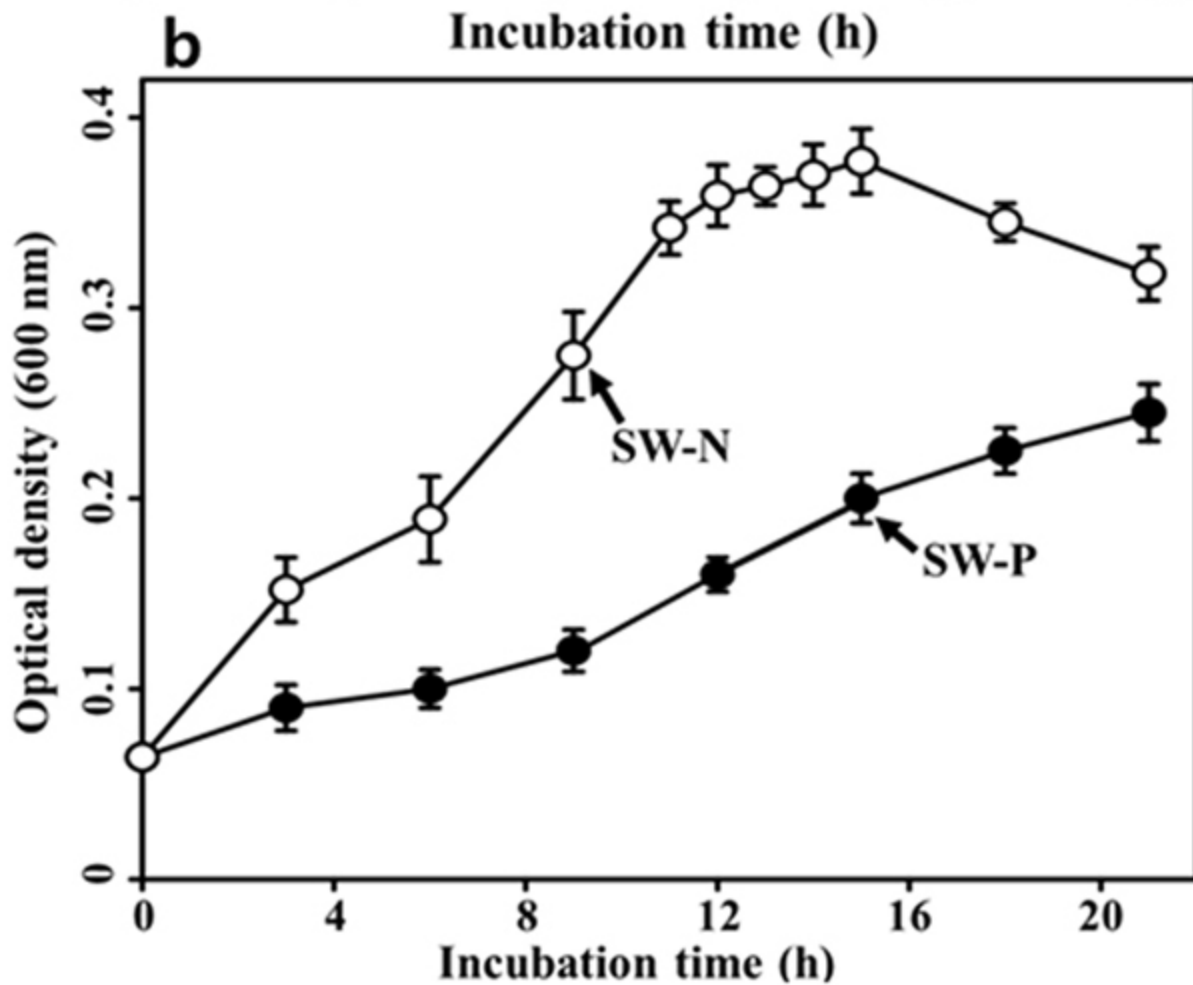 b
Incubation time (h)
Optical density (600 nm)
0.4
0.3
0.2
0.1
0
SW-N
SW-P
0 4 8 12 16 20
Incubation time (h)